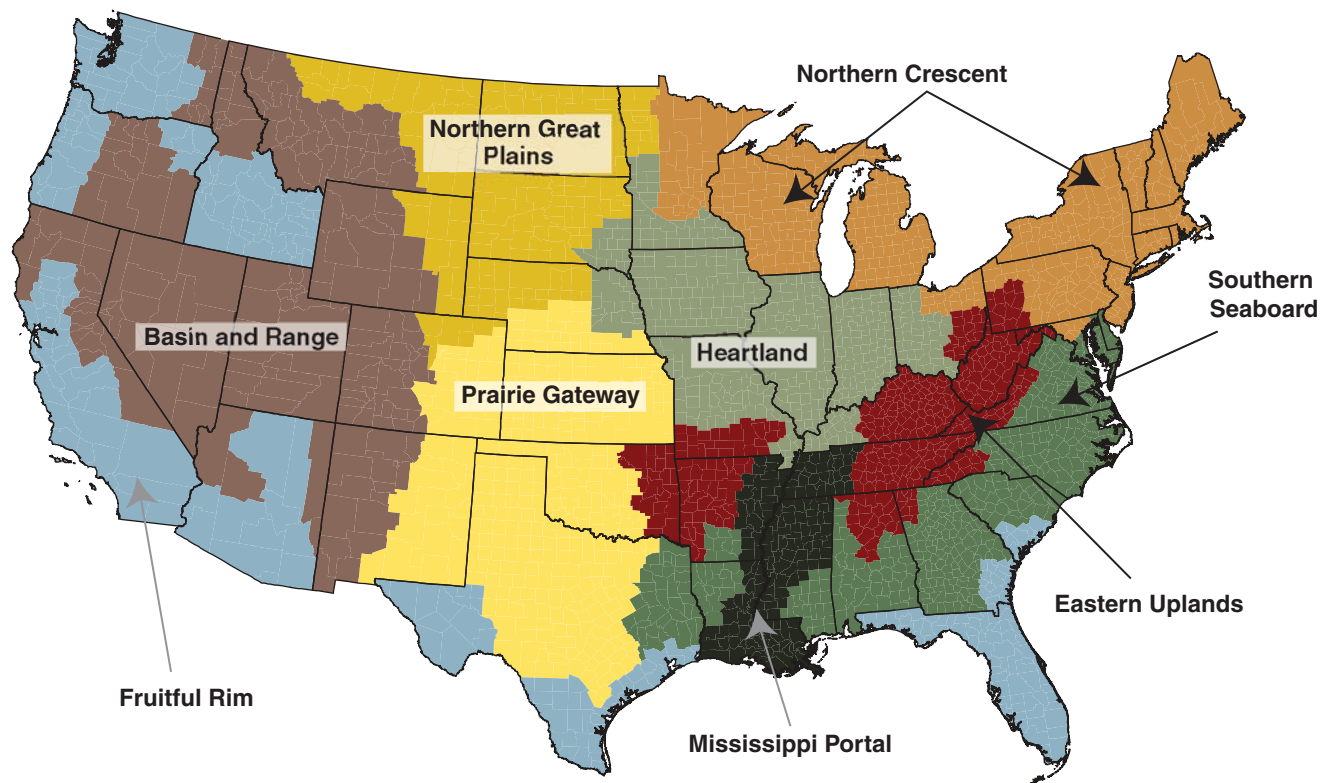 Northern Crescent
Northern Great
Plains
Southern
Seaboard
Basin and Range
Heartland
Prairie Gateway
Eastern Uplands
Fruitful Rim
Mississippi Portal